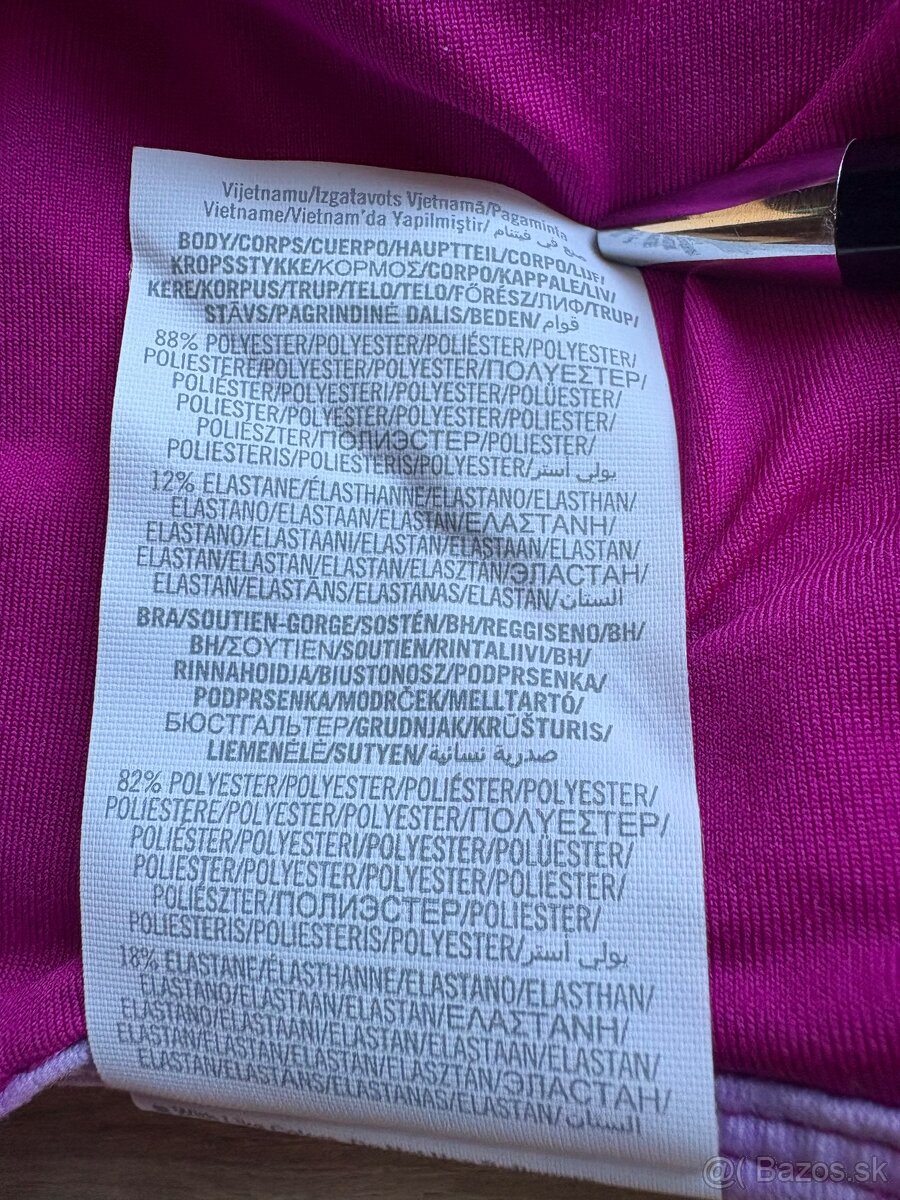 Vijetnamu/Izgatavots Vjetnamā/Pagaminta
Vietname/Vietnam'da Yapılmıştır/ صنع في فيتنام
BODY/CORPS/CUERPO/HAUPTTEIL/CORPO/LIJF/
KROPSSTYKKE/ΚΟΡΜΟΣ/CORPO/KAPPALE/LIV/
KERE/KORPUS/TRUP/TELO/TELO/FŐRÉSZ/ЛИФ/TRUP/
STĀVS/PAGRINDINĖ DALIS/BEDEN/ قوام
88% POLYESTER/POLYESTER/POLIÉSTER/POLYESTER/
POLIESTERE/POLYESTER/POLYESTER/ΠΟΛΥΕΣΤΕΡ/
POLIÉSTER/POLYESTERI/POLYESTER/POLÜESTER/
POLIESTER/POLYESTER/POLYESTER/POLIESTER/
POLIÉSZTER/ПОЛИЭСТЕР/POLIESTER/
POLIESTERIS/POLIESTERIS/POLYESTER/ بولي أستر
12% ELASTANE/ÉLASTHANNE/ELASTANO/ELASTHAN/
ELASTANO/ELASTAAN/ELASTAN/ΕΛΑΣΤΑΝΗ/
ELASTANO/ELASTAANI/ELASTAN/ELASTAAN/ELASTAN/
ELASTAN/ELASTAN/ELASTAN/ELASZTÁN/ЭЛАСТАН/
ELASTAN/ELASTĀNS/ELASTANAS/ELASTAN/ الستان
BRA/SOUTIEN-GORGE/SOSTÉN/BH/REGGISENO/BH/
BH/ΣΟΥΤΙΕΝ/SOUTIEN/RINTALIIVI/BH/
RINNAHOIDJA/BIUSTONOSZ/PODPRSENKA/
PODPRSENKA/MODRČEK/MELLTARTÓ/
БЮСТГАЛЬТЕР/GRUDNJAK/KRŪŠTURIS/
LIEMENĖLĖ/SUTYEN/ صدرية نسائية
82% POLYESTER/POLYESTER/POLIÉSTER/POLYESTER/
POLIESTERE/POLYESTER/POLYESTER/ΠΟΛΥΕΣΤΕΡ/
POLIÉSTER/POLYESTERI/POLYESTER/POLÜESTER/
POLIESTER/POLYESTER/POLYESTER/POLIESTER/
POLIÉSZTER/ПОЛИЭСТЕР/POLIESTER/
POLIESTERIS/POLIESTERIS/POLYESTER/ بولي أستر
18% ELASTANE/ÉLASTHANNE/ELASTANO/ELASTHAN/
ELASTANO/ELASTAAN/ELASTAN/ΕΛΑΣΤΑΝΗ/
ELASTANO/ELASTAANI/ELASTAN/ELASTAAN/ELASTAN/
ELASTAN/ELASTAN/ELASTAN/ELASZTÁN/ЭЛАСТАН/
ELASTAN/ELASTĀNS/ELASTANAS/ELASTAN/ الستان
@( Bazos.sk